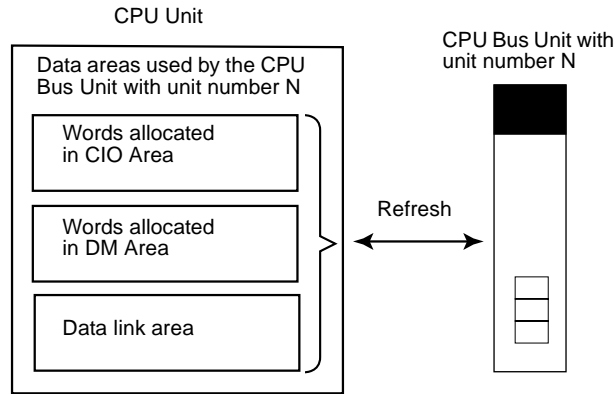 CPU Unit
CPU Bus Unit with
unit number N
Data areas used by the CPU
Bus Unit with unit number N
Words allocated
in CIO Area
Words allocated
in DM Area
Data link area
Refresh